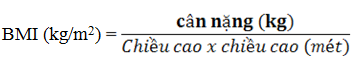 BMI (kg/m²) = cân nặng (kg) / Chiều cao x chiều cao (mét)